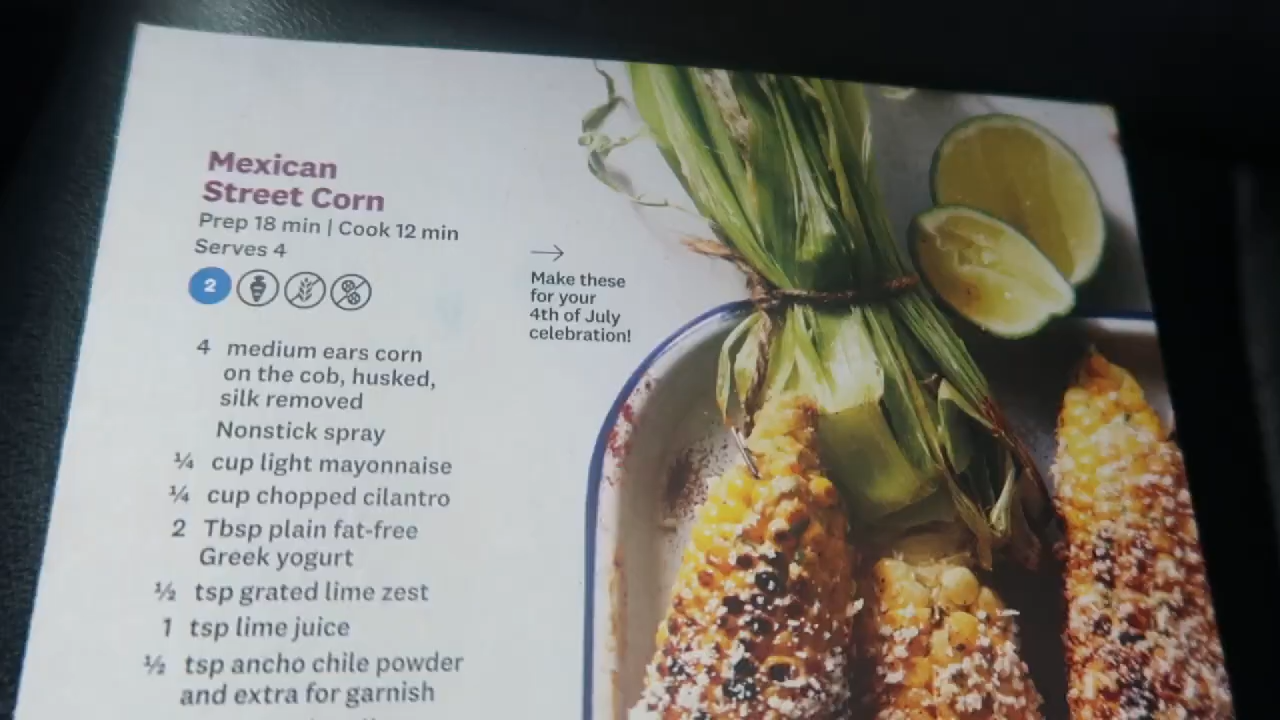 Mexican
Street Corn
Prep 18 min | Cook 12 min
Serves 4
2
Make these
for your
4th of July
celebration!
4 medium ears corn
on the cob, husked,
silk removed
Nonstick spray
¼ cup light mayonnaise
¼ cup chopped cilantro
2 Tbsp plain fat-free
Greek yogurt
½ tsp grated lime zest
1 tsp lime juice
½ tsp ancho chile powder
and extra for garnish